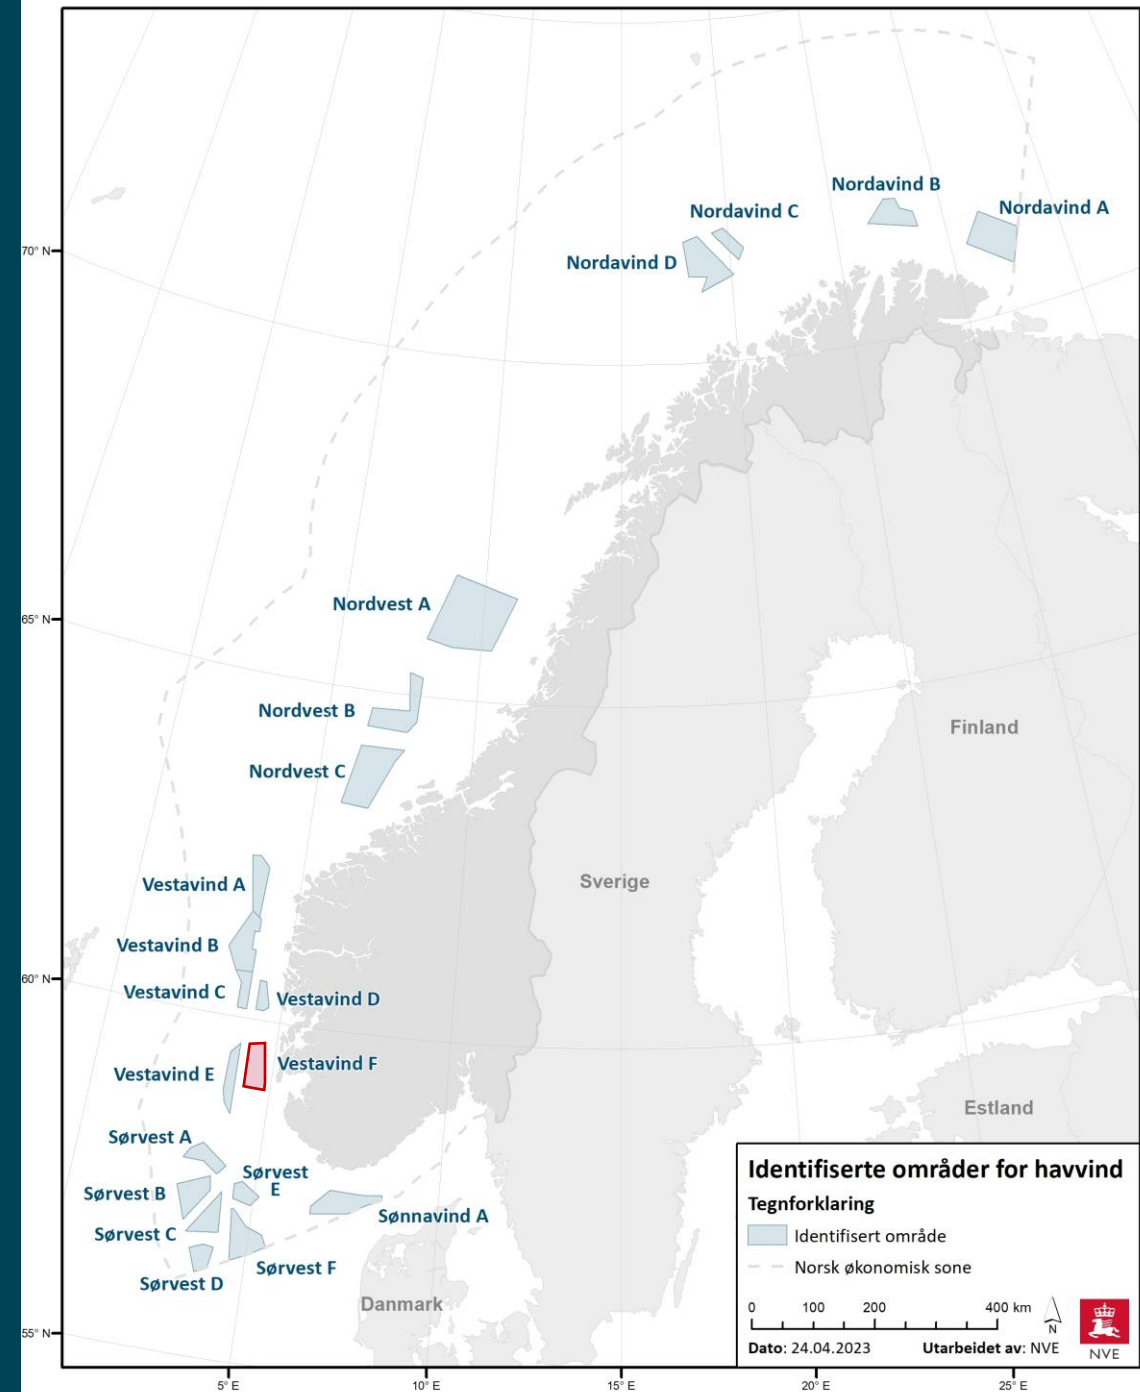 Nordavind B
Nordavind C
Nordavind A
70° N
Nordavind D
Nordvest A
65° N
Nordvest B
Finland
Nordvest C
Vestavind A
Sverige
Vestavind B
60° N
Vestavind C
Vestavind D
Vestavind E
Vestavind F
Estland
Sørvest A
Sørvest
E
Sørvest B
Sørvest C
Sønnavind A
Sørvest F
Sørvest D
Danmark
55° N
Identifiserte områder for havvind
Tegnforklaring
Identifisert område
Norsk økonomisk sone
0 100 200 400 km
N
Dato: 24.04.2023 Utarbeidet av: NVE
NVE
5° E 10° E 15° E 20° E 25° E